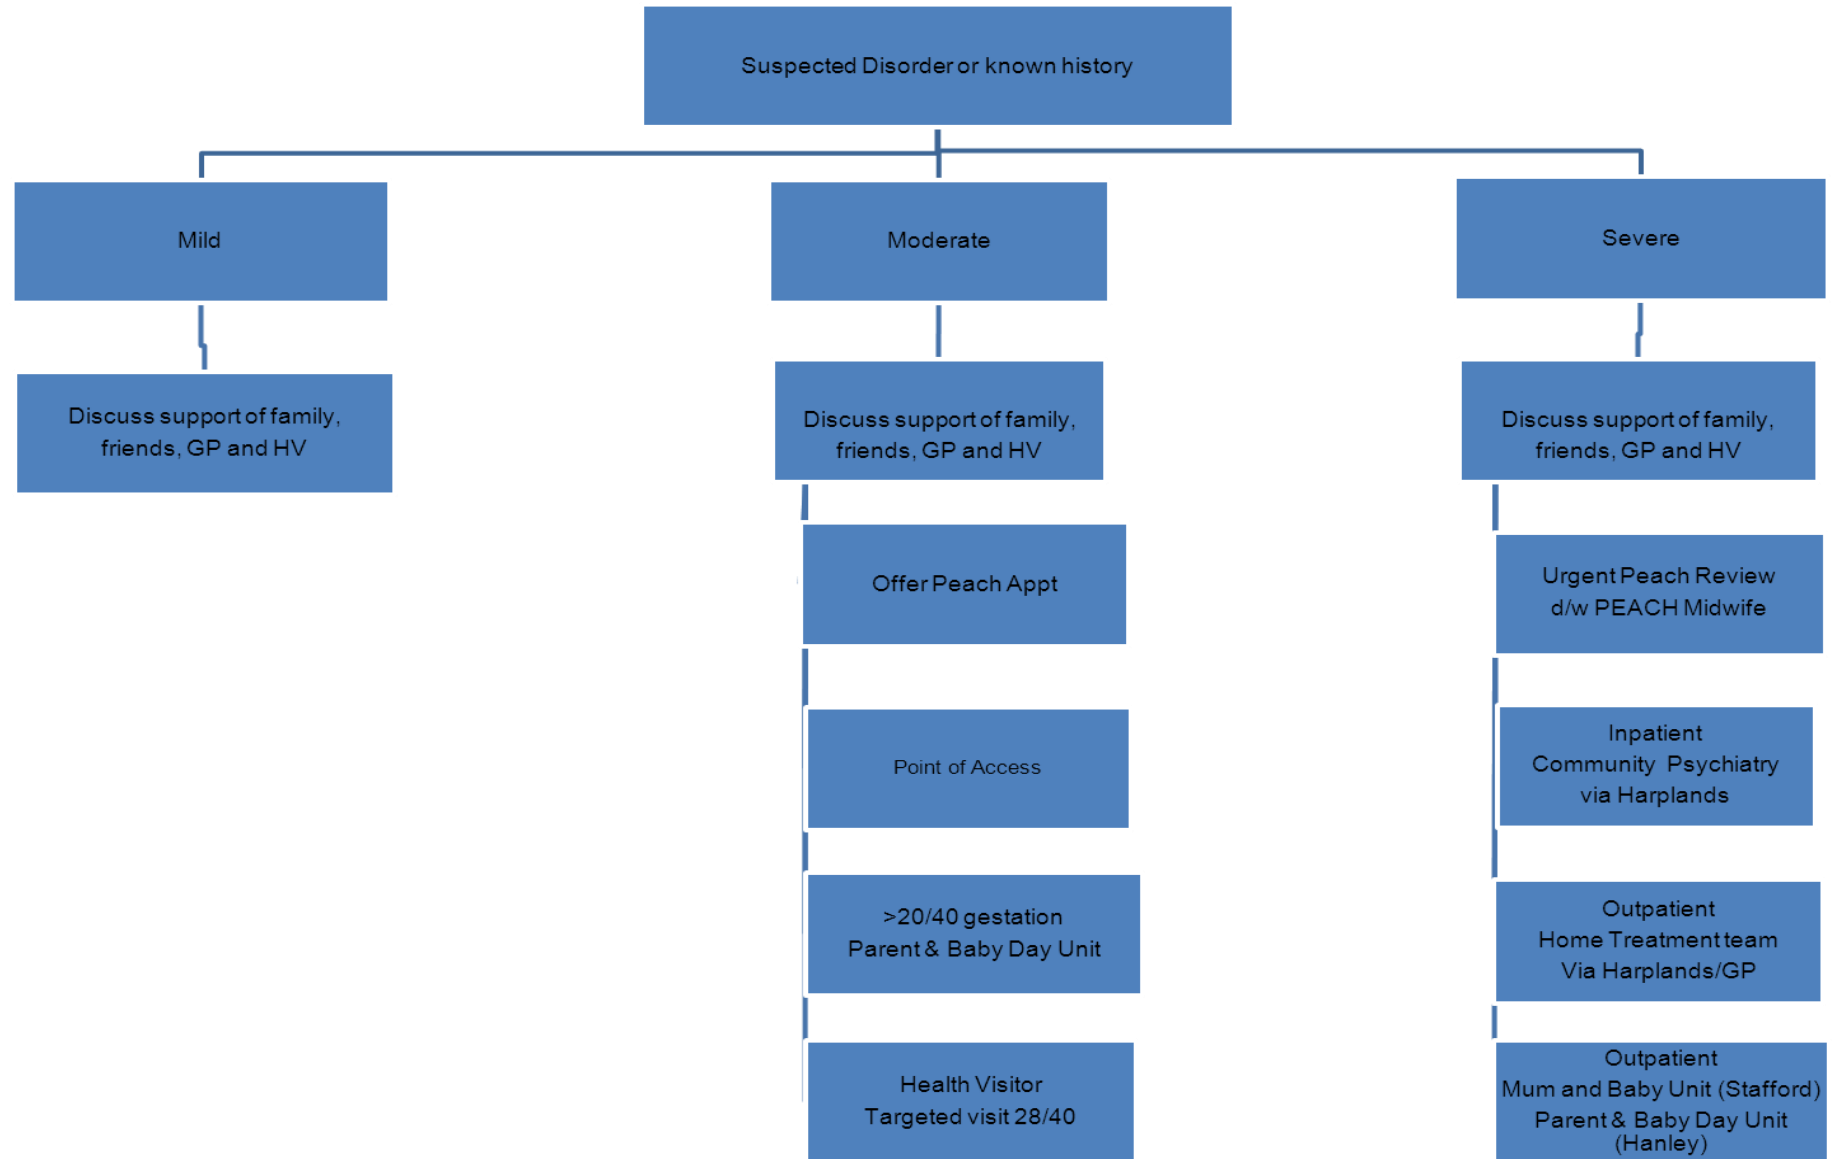 Suspected Disorder or known history
Mild
Moderate
Severe
Discuss support of family,
friends, GP and HV
Discuss support of family,
friends, GP and HV
Discuss support of family,
friends, GP and HV
Offer Peach Appt
Point of Access
>20/40 gestation
Parent & Baby Day Unit
Health Visitor
Targeted visit 28/40
Urgent Peach Review
d/w PEACH Midwife
Inpatient
Community Psychiatry
via Harplands
Outpatient
Home Treatment team
Via Harplands/GP
Outpatient
Mum and Baby Unit (Stafford)
Parent & Baby Day Unit
(Hanley)